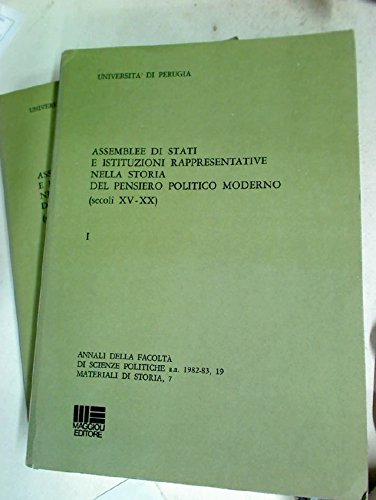 UNIVERSITA' DI PERUGIA
ASSEMBLEE DI STATI
E ISTITUZIONI RAPPRESENTATIVE
NELLA STORIA
DEL PENSIERO POLITICO MODERNO
(secoli XV-XX)
I
ANNALI DELLA FACOLTÀ
DI SCIENZE POLITICHE a.a. 1982-83, 19
MATERIALI DI STORIA, 7
MAGGIOLI
EDITORE
UNIVER